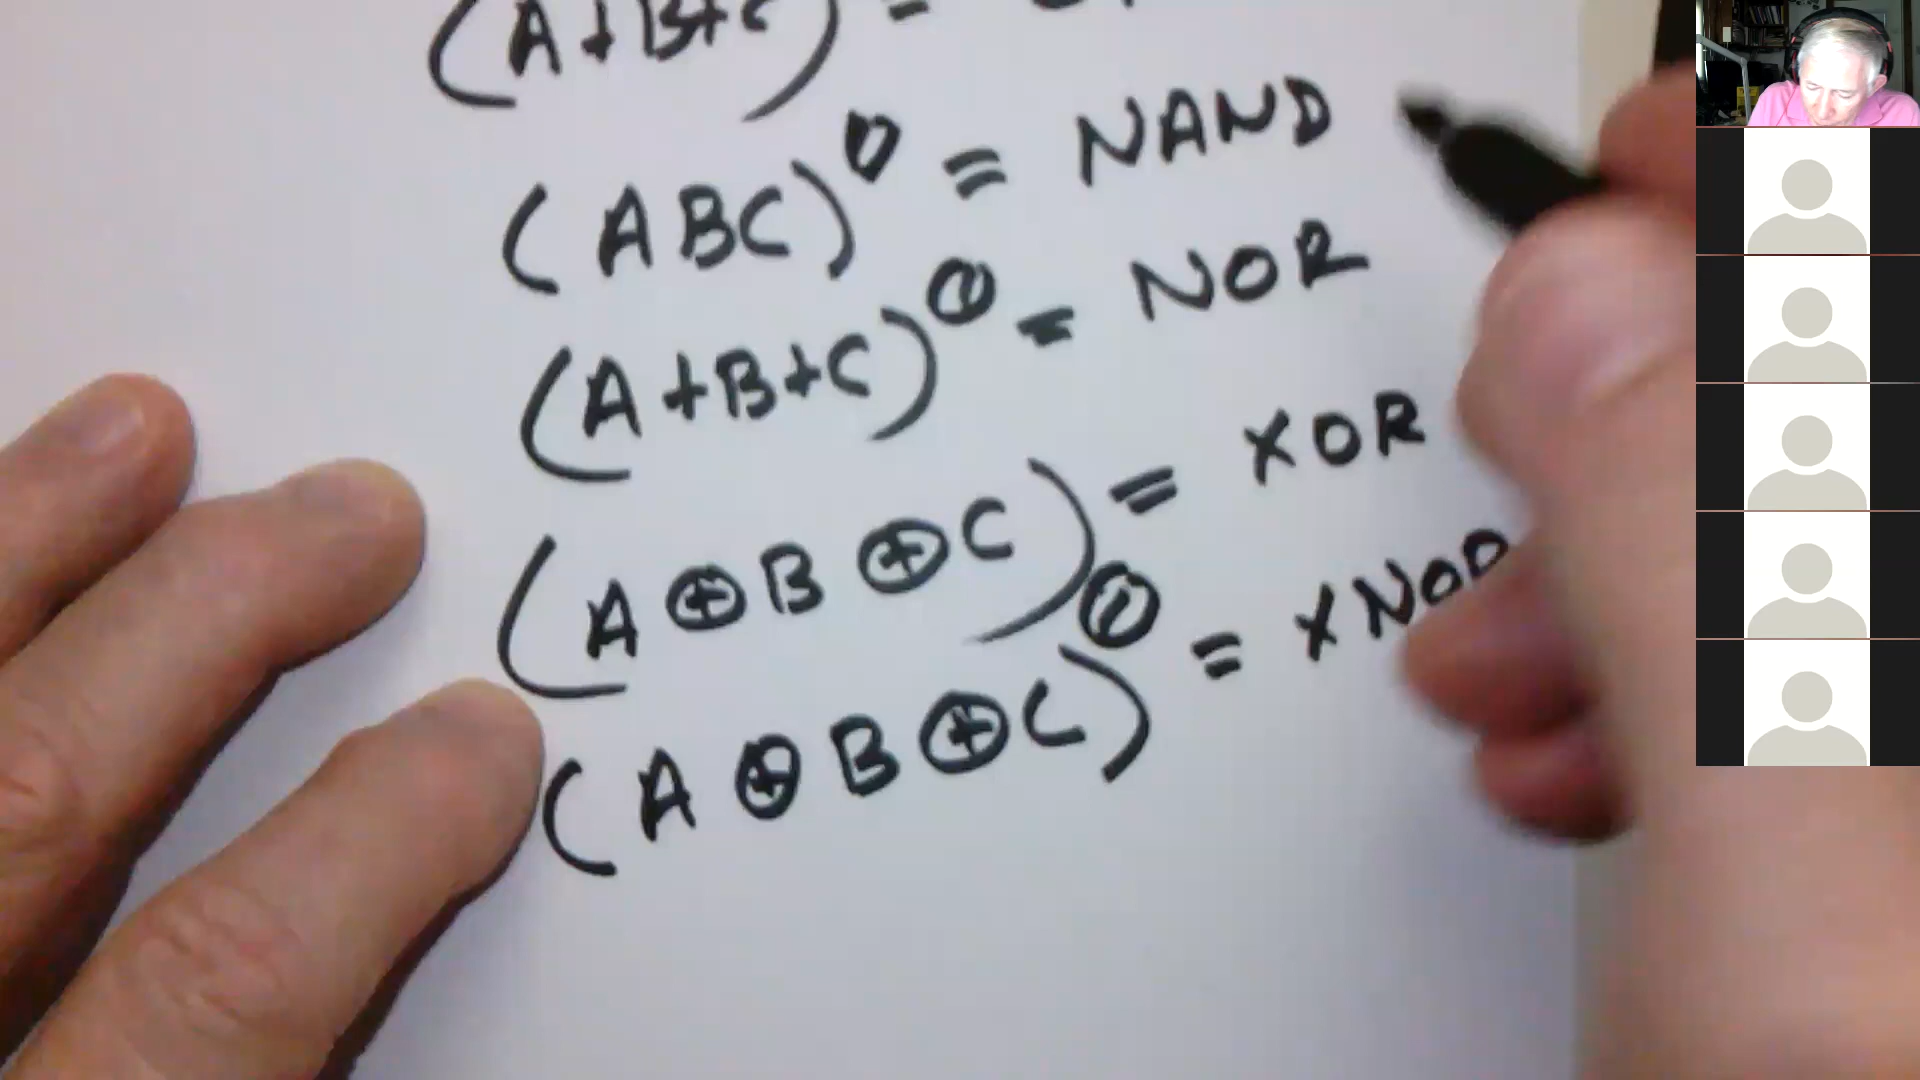 (A+B+C) =
(ABC)' = NAND
(A+B+C)' = NOR
(A⊕B⊕C) = XOR
(A⊕B⊕C)' = XNOR